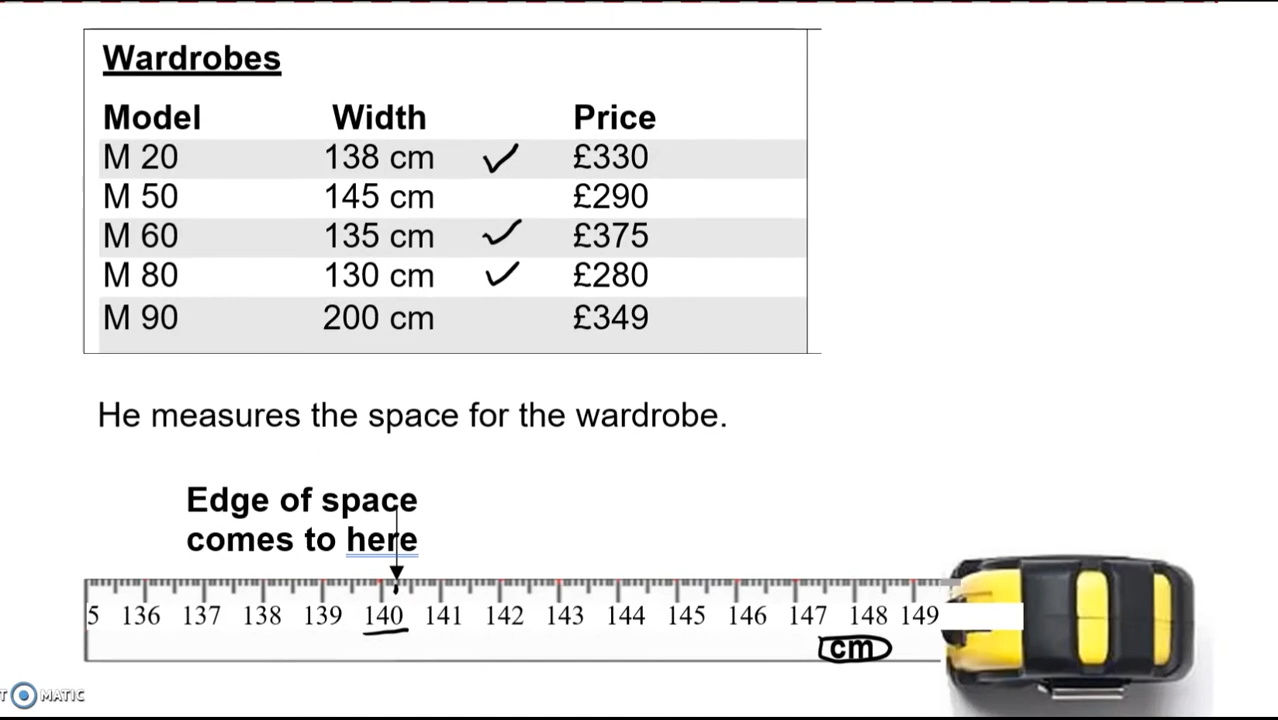 Wardrobes
Model Width Price
M 20 138 cm £330
M 50 145 cm £290
M 60 135 cm £375
M 80 130 cm £280
M 90 200 cm £349
He measures the space for the wardrobe.
Edge of space
comes to here
5 136 137 138 139 140 141 142 143 144 145 146 147 148 149
cm
T MATIC